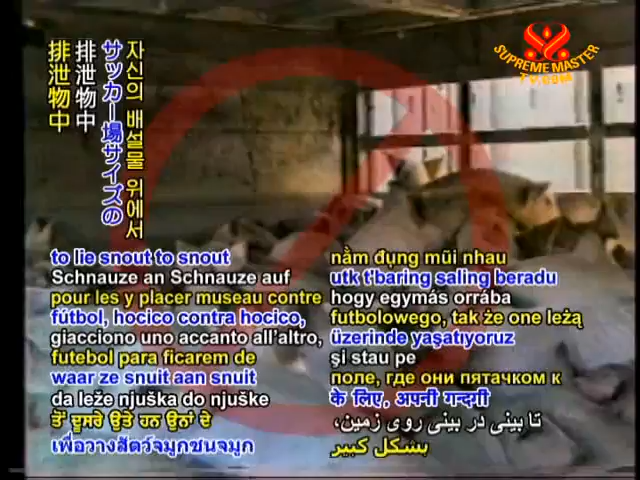 SUPREME MASTER
TV.COM
자신의 배설물 위에서
サッカー場サイズの
排泄物中
排泄物中
to lie snout to snout
Schnauze an Schnauze auf
pour les y placer museau contre
fútbol, hocico contra hocico,
giacciono uno accanto all'altro,
futebol para ficarem de
waar ze snuit aan snuit
da leže njuška do njuške
ਤੋਂ ਦੂਸਰੇ ਉਤੇ ਹਨ ਉਨਾਂ ਦੇ
เพื่อวางสัตว์จมูกชนจมูก
nằm đụng mũi nhau
utk t'baring saling beradu
hogy egymás orrába
futbolowego, tak że one leżą
üzerinde yaşatıyoruz
şi stau pe
поле, где они пятачком к
के लिए, अपनी गन्दगी
تا بینی در بینی روی زمین،
بشكل كبير